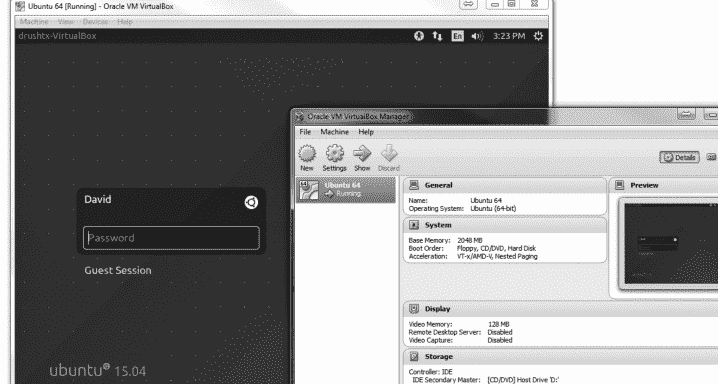 Ubuntu 64 [Running] - Oracle VM VirtualBox
Machine View Devices Help
drushtx-VirtualBox
En 3:23 PM
David
Password
Guest Session
ubuntu® 15.04
Oracle VM VirtualBox Manager
File Machine Help
New Settings Show Discard
Details
64
Ubuntu 64
Running
General
Name: Ubuntu 64
Operating System: Ubuntu (64-bit)
System
Base Memory: 2048 MB
Boot Order: Floppy, CD/DVD, Hard Disk
Acceleration: VT-x/AMD-V, Nested Paging
Preview
Display
Video Memory: 128 MB
Remote Desktop Server: Disabled
Video Capture: Disabled
Storage
Controller: IDE
IDE Secondary Master: [CD/DVD] Host Drive 'D:'